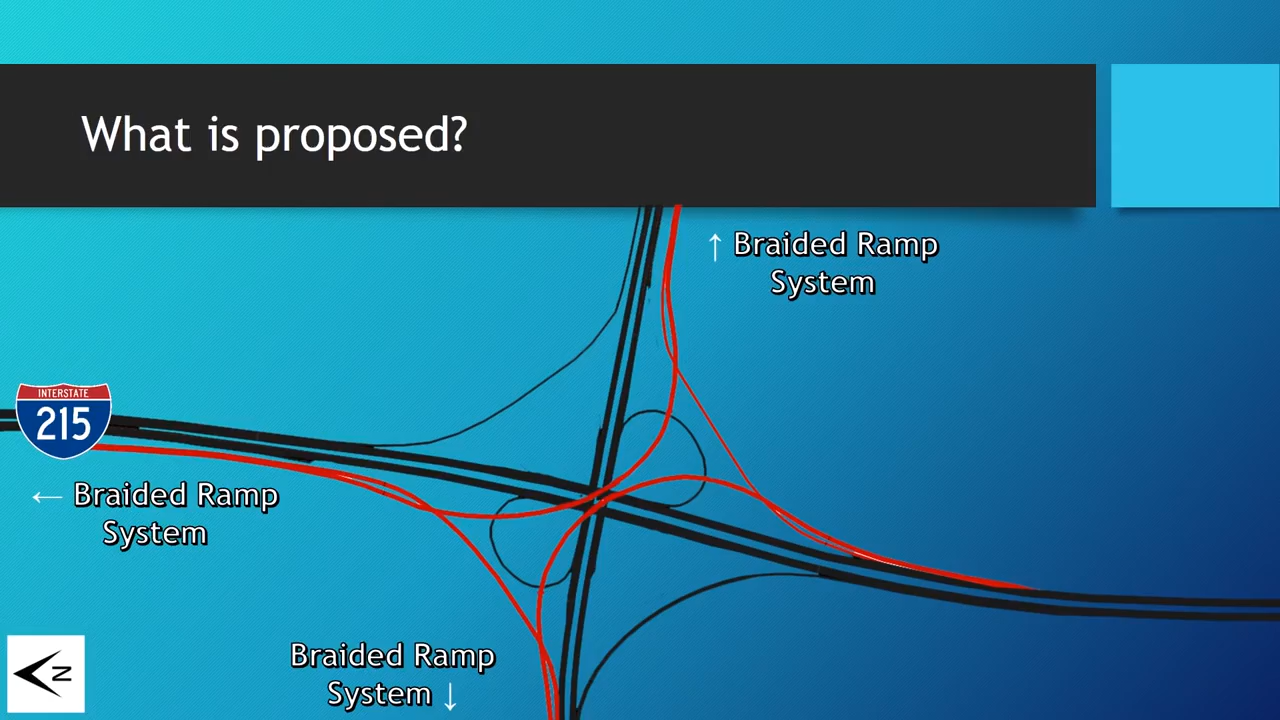 What is proposed?
↑ Braided Ramp
System
INTERSTATE
215
← Braided Ramp
System
Braided Ramp
System ↓
N